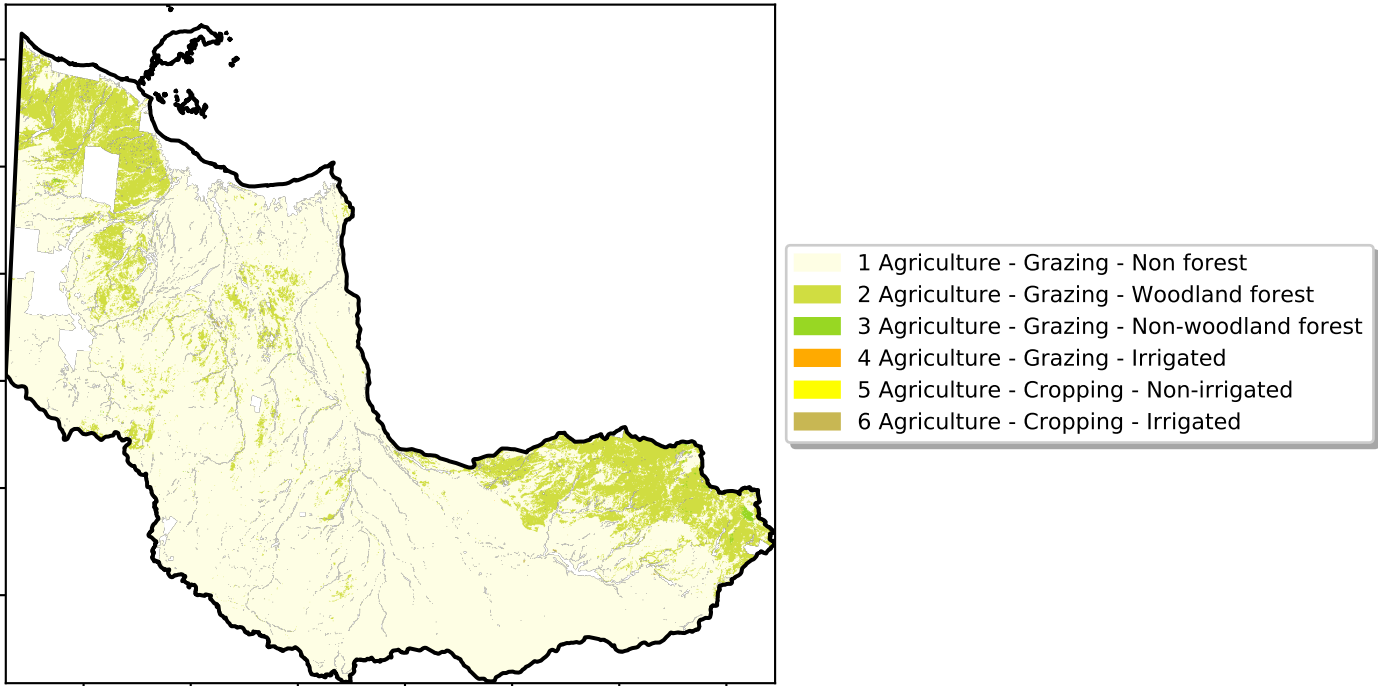 1 Agriculture - Grazing - Non forest
2 Agriculture - Grazing - Woodland forest
3 Agriculture - Grazing - Non-woodland forest
4 Agriculture - Grazing - Irrigated
5 Agriculture - Cropping - Non-irrigated
6 Agriculture - Cropping - Irrigated